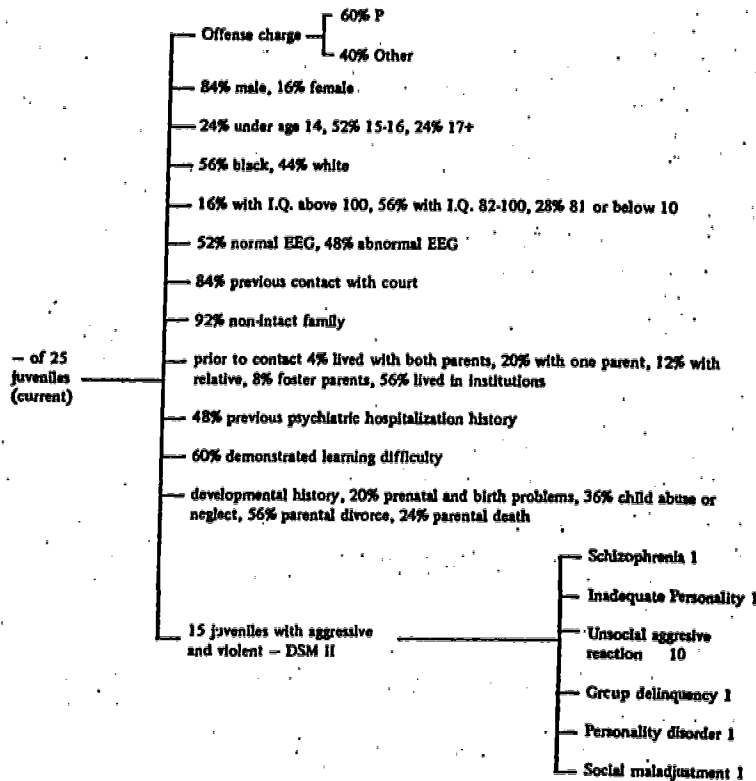 60% P
Offense charge
40% Other
84% male, 16% female
24% under age 14, 52% 15-16, 24% 17+
56% black, 44% white
16% with I.Q. above 100, 56% with I.Q. 82-100, 28% 81 or below 10
52% normal EEG, 48% abnormal EEG
84% previous contact with court
92% non-intact family
– of 25
juveniles
(current)
prior to contact 4% lived with both parents, 20% with one parent, 12% with
relative, 8% foster parents, 56% lived in institutions
48% previous psychiatric hospitalization history
60% demonstrated learning difficulty
developmental history, 20% prenatal and birth problems, 36% child abuse or
neglect, 56% parental divorce, 24% parental death
15 juveniles with aggressive
and violent – DSM II
Schizophrenia 1
Inadequate Personality 1
Unsocial aggresive
reaction 10
Group delinquency 1
Personality disorder 1
Social maladjustment 1